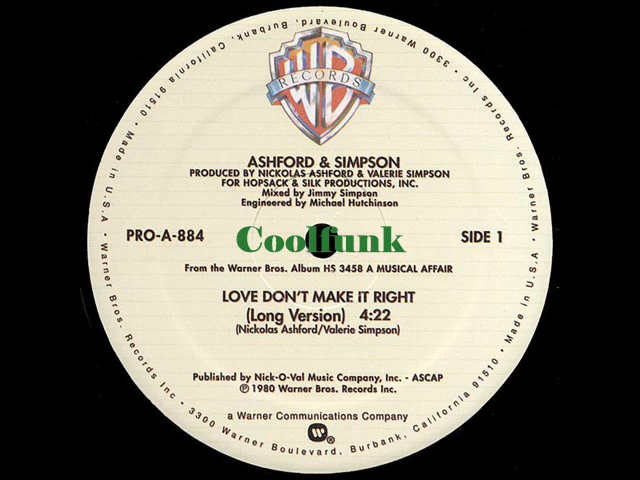 WB
RECORDS
ASHFORD & SIMPSON
PRODUCED BY NICKOLAS ASHFORD & VALERIE SIMPSON
FOR HOPSACK & SILK PRODUCTIONS, INC.
Mixed by Jimmy Simpson
Engineered by Michael Hutchinson
PRO-A-884
Coolfunk
SIDE 1
From the Warner Bros. Album HS 3458 A MUSICAL AFFAIR
LOVE DON'T MAKE IT RIGHT
(Long Version) 4:22
(Nickolas Ashford/Valerie Simpson)
Published by Nick-O-Val Music Company, Inc. - ASCAP
℗ 1980 Warner Bros. Records Inc.
a Warner Communications Company
W ®
Warner Bros. Records Inc • 3300 Warner Boulevard, Burbank, California 91510 • Made in U.S.A • Warner Bros. Records Inc • 3300 Warner Boulevard, Burbank, California 91510 • Made in U.S.A •